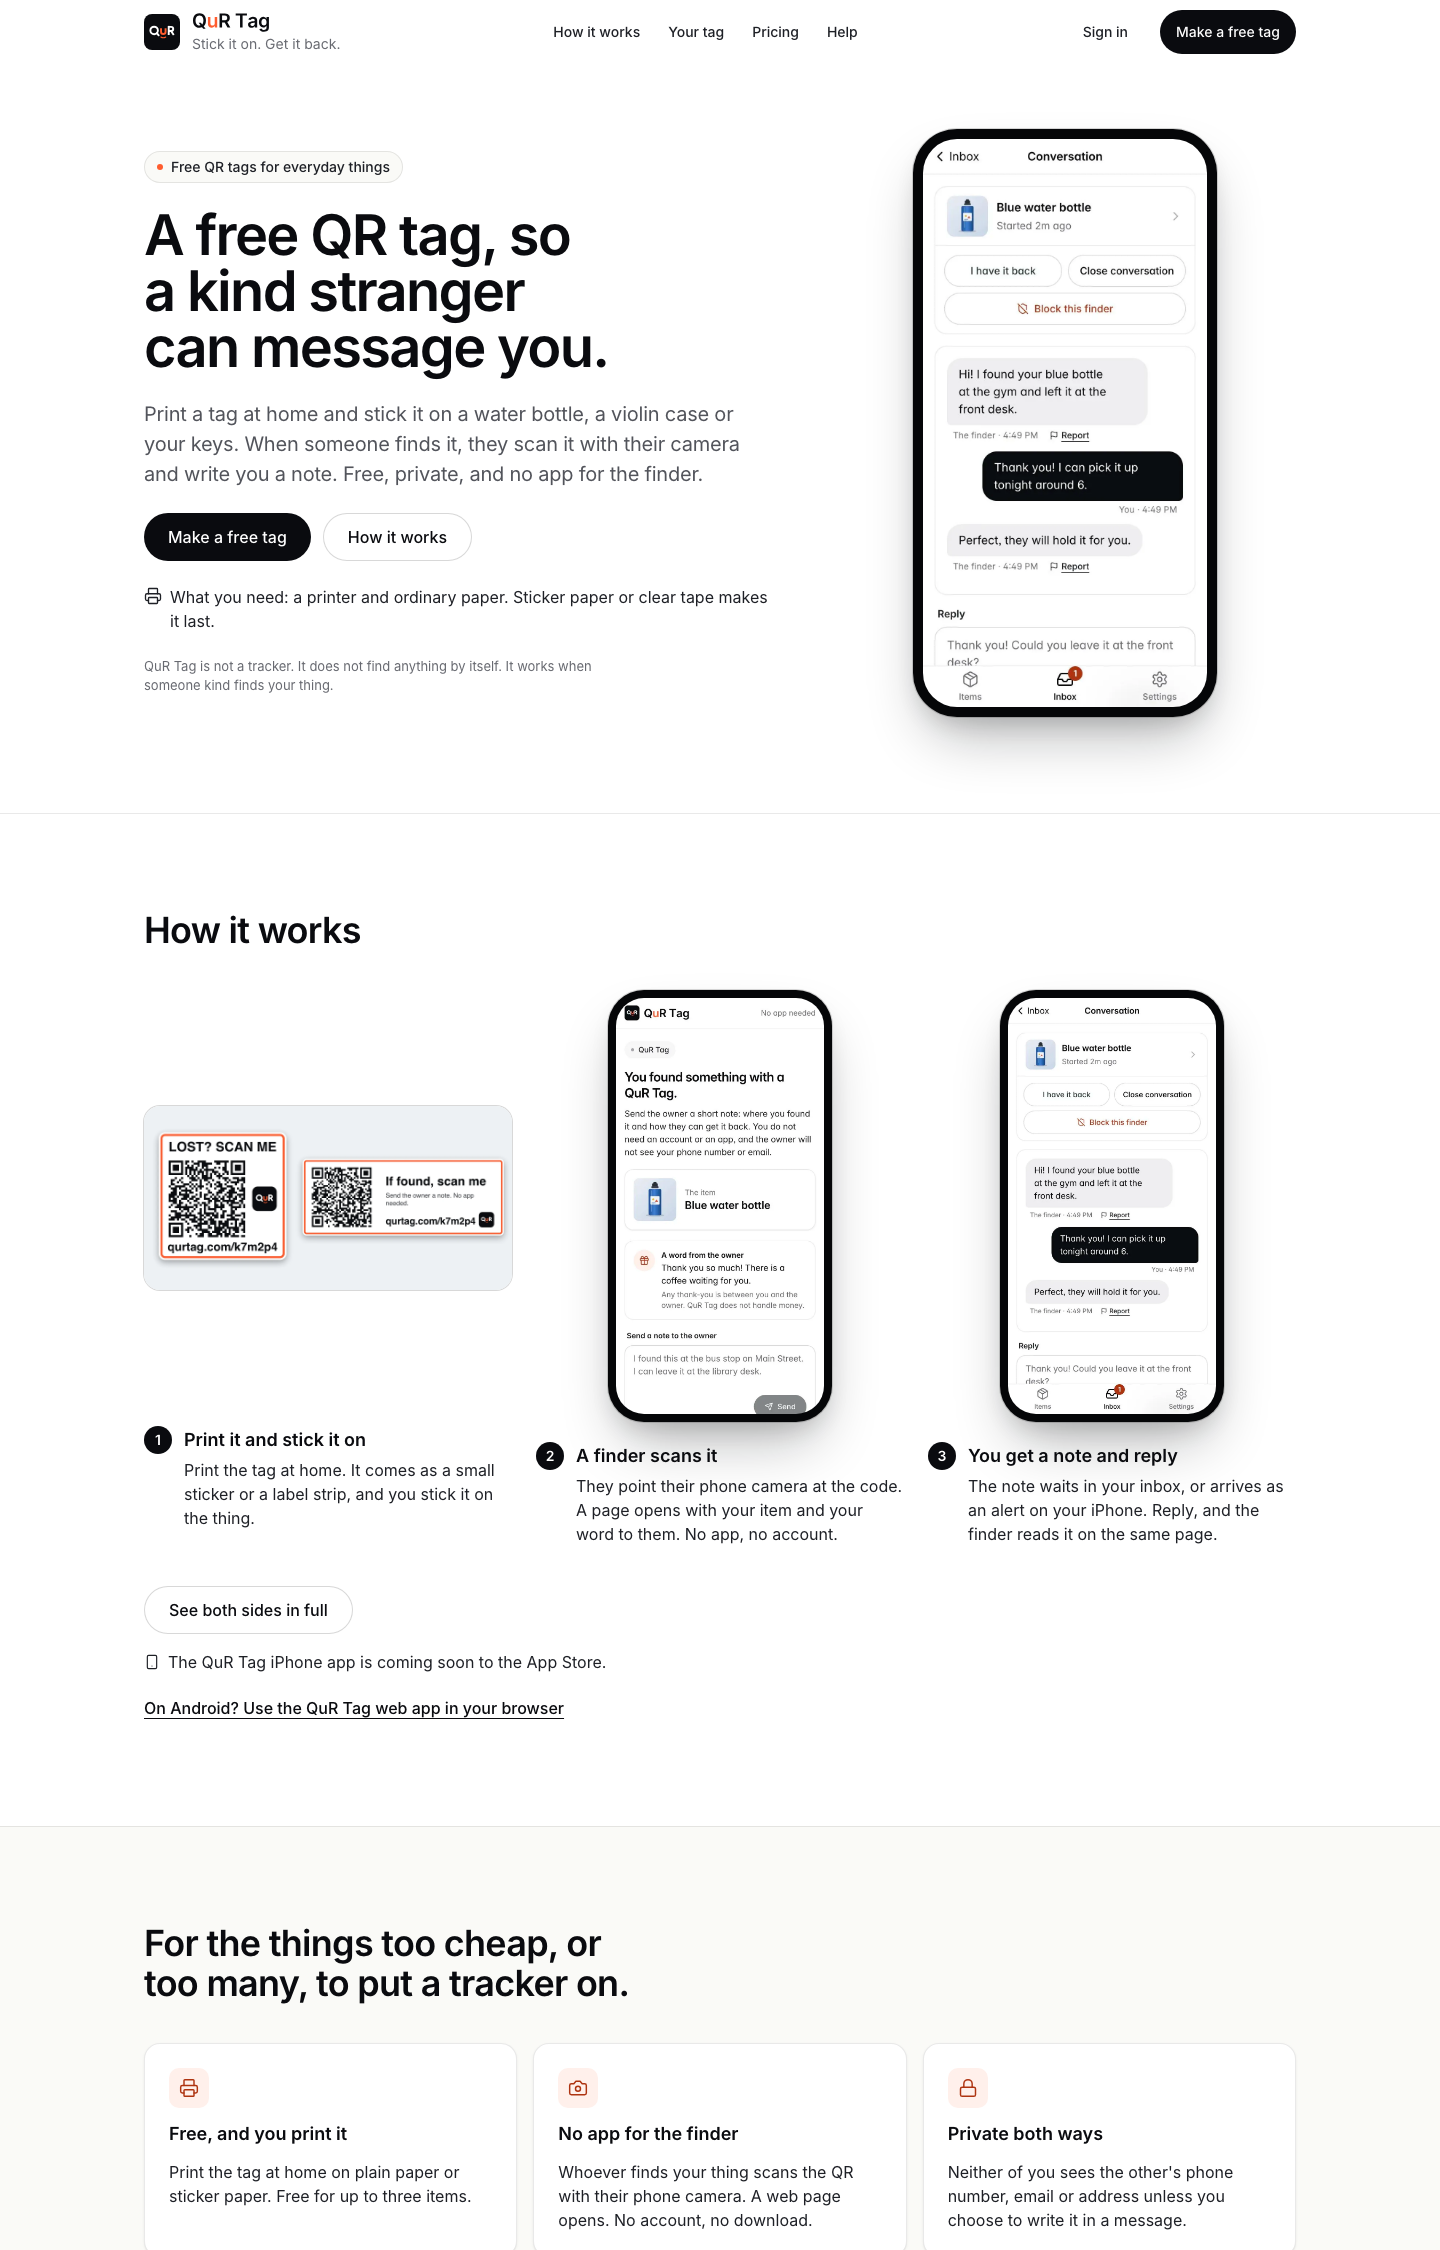 QuR
QuR Tag
Stick it on. Get it back.
How it works
Your tag
Pricing
Help
Sign in
Make a free tag
Free QR tags for everyday things
A free QR tag, so
a kind stranger
can message you.
Print a tag at home and stick it on a water bottle, a violin case or
your keys. When someone finds it, they scan it with their camera
and write you a note. Free, private, and no app for the finder.
Make a free tag
How it works
What you need: a printer and ordinary paper. Sticker paper or clear tape makes
it last.
QuR Tag is not a tracker. It does not find anything by itself. It works when
someone kind finds your thing.
Inbox
Conversation
Blue water bottle
Started 2m ago
I have it back
Close conversation
Block this finder
Hi! I found your blue bottle
at the gym and left it at the
front desk.
The finder · 4:49 PM
Report
Thank you! I can pick it up
tonight around 6.
You · 4:49 PM
Perfect, they will hold it for you.
The finder · 4:49 PM
Report
Reply
Thank you! Could you leave it at the front
desk?
1
Items
Inbox
Settings
How it works
LOST? SCAN ME
QuR
qurtag.com/k7m2p4
If found, scan me
Send the owner a note. No app
needed.
qurtag.com/k7m2p4
QuR
1
Print it and stick it on
Print the tag at home. It comes as a small
sticker or a label strip, and you stick it on
the thing.
QuR
QuR Tag
No app needed
QuR Tag
You found something with a
QuR Tag.
Send the owner a short note: where you found
it and how they can get it back. You do not
need an account or an app, and the owner will
not see your phone number or email.
The item
Blue water bottle
A word from the owner
Thank you so much! There is a
coffee waiting for you.
Any thank-you is between you and the
owner. QuR Tag does not handle money.
Send a note to the owner
I found this at the bus stop on Main Street.
I can leave it at the library desk.
Send
2
A finder scans it
They point their phone camera at the code.
A page opens with your item and your
word to them. No app, no account.
Inbox
Conversation
Blue water bottle
Started 2m ago
I have it back
Close conversation
Block this finder
Hi! I found your blue bottle
at the gym and left it at the
front desk.
The finder · 4:49 PM
Report
Thank you! I can pick it up
tonight around 6.
You · 4:49 PM
Perfect, they will hold it for you.
The finder · 4:49 PM
Report
Reply
Thank you! Could you leave it at the front
desk?
1
Items
Inbox
Settings
3
You get a note and reply
The note waits in your inbox, or arrives as
an alert on your iPhone. Reply, and the
finder reads it on the same page.
See both sides in full
The QuR Tag iPhone app is coming soon to the App Store.
On Android? Use the QuR Tag web app in your browser
For the things too cheap, or
too many, to put a tracker on.
Free, and you print it
Print the tag at home on plain paper or
sticker paper. Free for up to three items.
No app for the finder
Whoever finds your thing scans the QR
with their phone camera. A web page
opens. No account, no download.
Private both ways
Neither of you sees the other's phone
number, email or address unless you
choose to write it in a message.